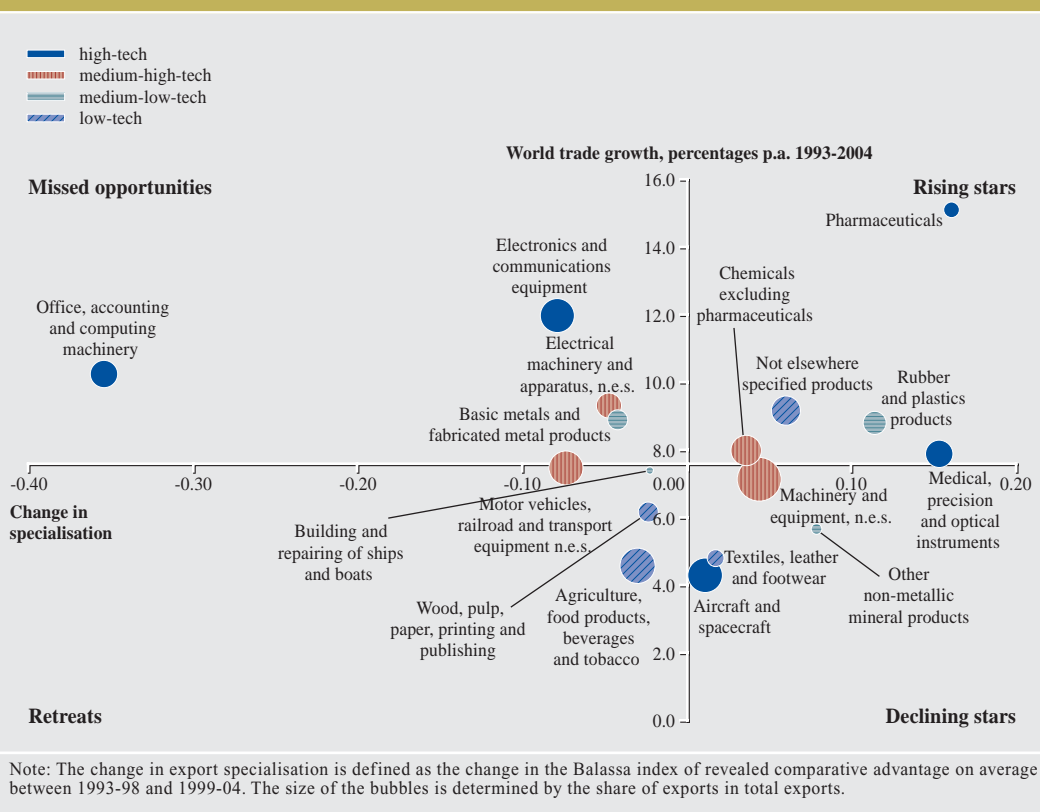 high-tech
medium-high-tech
medium-low-tech
low-tech
World trade growth, percentages p.a. 1993-2004
Missed opportunities
Rising stars
16.0
14.0
12.0
10.0
8.0
6.0
4.0
2.0
0.0
Pharmaceuticals
Electronics and
communications
equipment
Chemicals
excluding
pharmaceuticals
Office, accounting
and computing
machinery
Electrical
machinery and
apparatus, n.e.s.
Not elsewhere
specified products
Rubber
and plastics
products
Basic metals and
fabricated metal products
-0.40
-0.30
-0.20
-0.10
0.00
0.10
0.20
Change in
specialisation
Motor vehicles,
railroad and transport
equipment n.e.s.
Machinery and
equipment, n.e.s.
Medical,
precision
and optical
instruments
Building and
repairing of ships
and boats
Textiles, leather
and footwear
Other
non-metallic
mineral products
Wood, pulp,
paper, printing and
publishing
Agriculture,
food products,
beverages
and tobacco
Aircraft and
spacecraft
Retreats
Declining stars
Note: The change in export specialisation is defined as the change in the Balassa index of revealed comparative advantage on average
between 1993-98 and 1999-04. The size of the bubbles is determined by the share of exports in total exports.